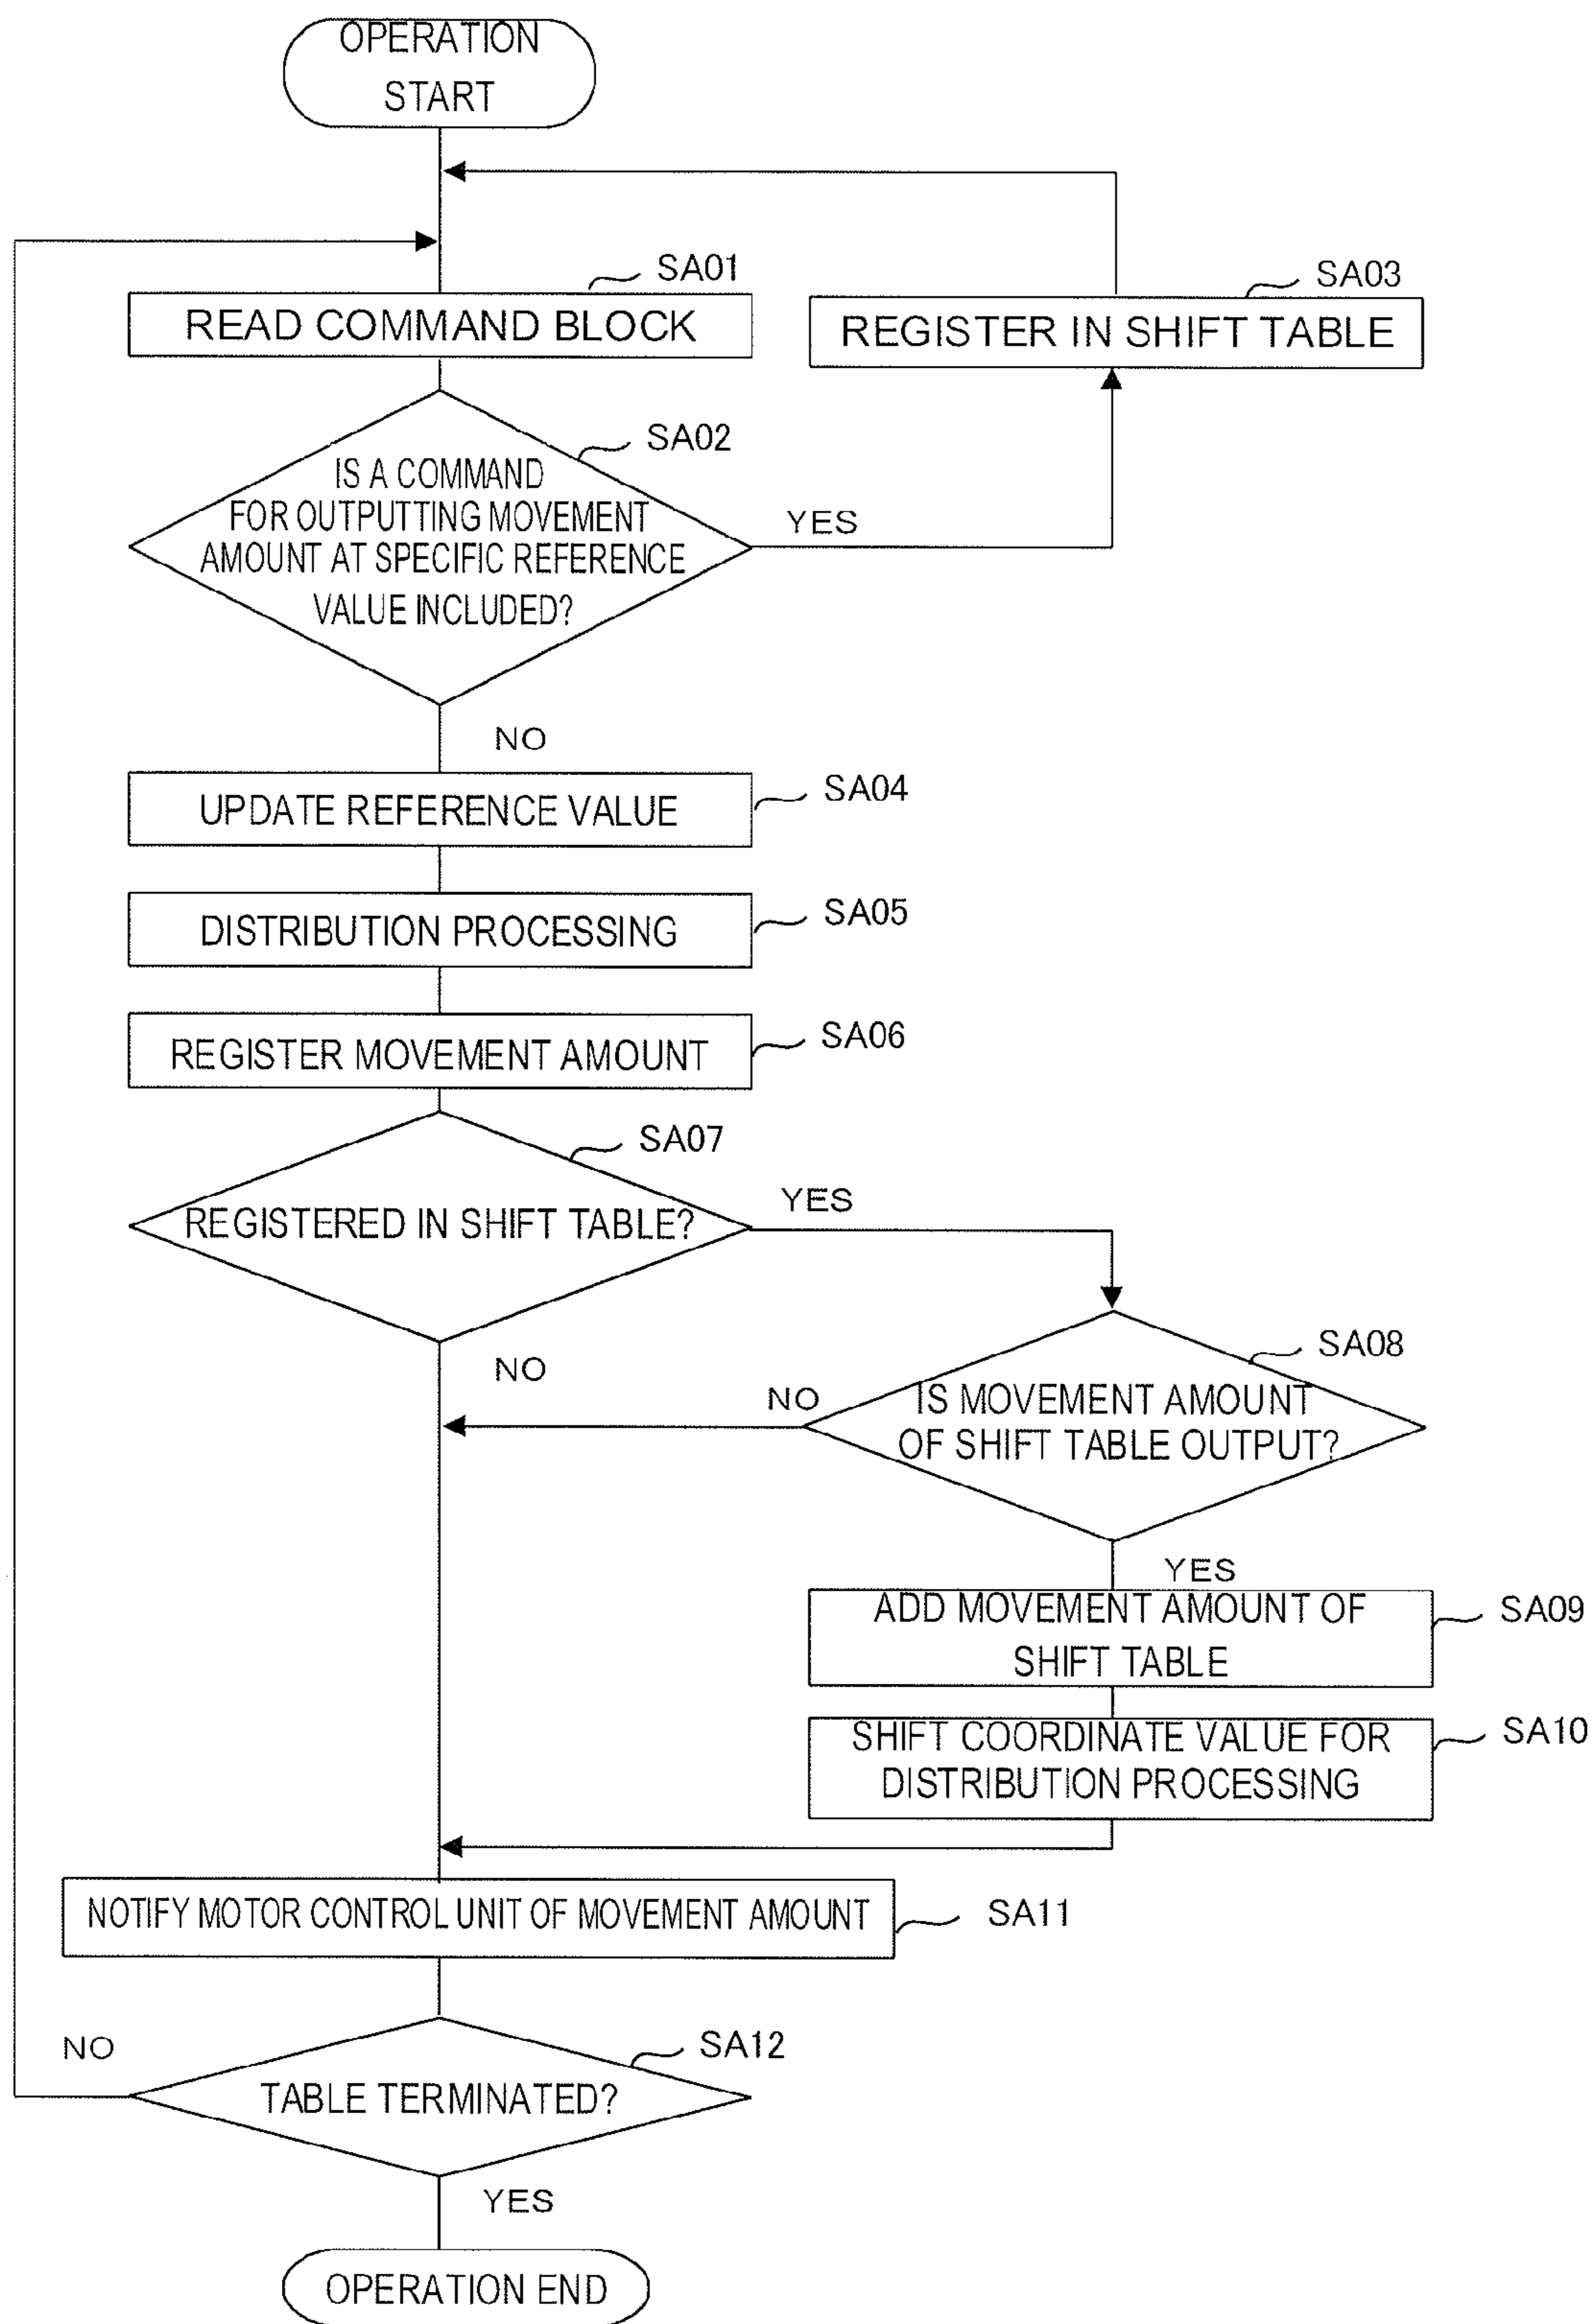 OPERATION
START
SA01
READ COMMAND BLOCK
SA03
REGISTER IN SHIFT TABLE
SA02
IS A COMMAND
FOR OUTPUTTING MOVEMENT
AMOUNT AT SPECIFIC REFERENCE
VALUE INCLUDED?
YES
NO
UPDATE REFERENCE VALUE
SA04
DISTRIBUTION PROCESSING
SA05
REGISTER MOVEMENT AMOUNT
SA06
SA07
REGISTERED IN SHIFT TABLE?
YES
NO
SA08
IS MOVEMENT AMOUNT
OF SHIFT TABLE OUTPUT?
NO
YES
ADD MOVEMENT AMOUNT OF
SHIFT TABLE
SA09
SHIFT COORDINATE VALUE FOR
DISTRIBUTION PROCESSING
SA10
NOTIFY MOTOR CONTROL UNIT OF MOVEMENT AMOUNT
SA11
SA12
TABLE TERMINATED?
NO
YES
OPERATION END